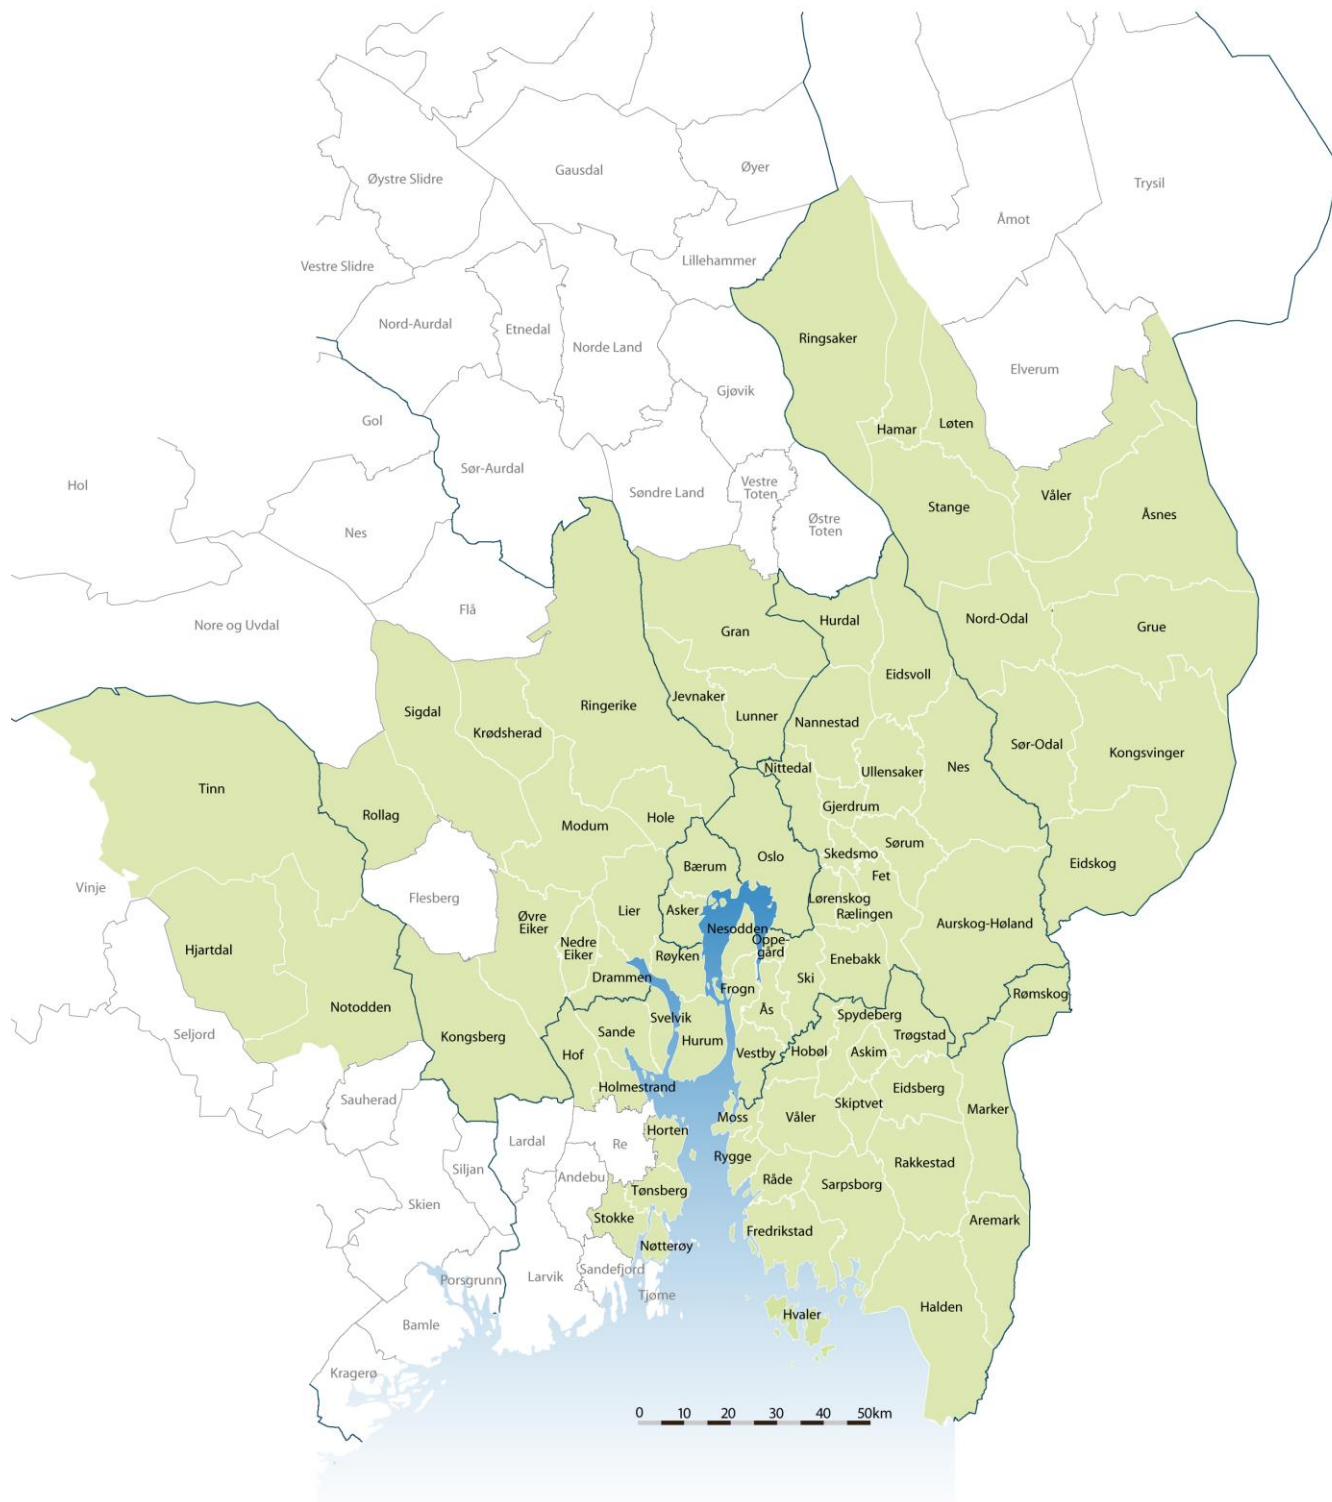 Øystre Slidre
Gausdal
Øyer
Trysil
Åmot
Vestre Slidre
Lillehammer
Nord-Aurdal
Etnedal
Norde Land
Ringsaker
Elverum
Gjøvik
Gol
Hamar
Løten
Sør-Aurdal
Hol
Søndre Land
Vestre
Toten
Østre
Toten
Stange
Våler
Åsnes
Nes
Flå
Nore og Uvdal
Gran
Hurdal
Nord-Odal
Grue
Eidsvoll
Sigdal
Krødsherad
Ringerike
Jevnaker
Lunner
Nannestad
Sør-Odal
Kongsvinger
Nittedal
Ullensaker
Nes
Tinn
Rollag
Modum
Hole
Gjerdrum
Sørum
Skedsmo
Oslo
Bærum
Eidskog
Fet
Vinje
Flesberg
Øvre
Eiker
Lier
Asker
Lørenskog
Rælingen
Aurskog-Høland
Hjartdal
Nedre
Eiker
Nesodden
Oppe-
gård
Røyken
Enebakk
Drammen
Ski
Frogn
Rømskog
Notodden
Ås
Spydeberg
Svelvik
Seljord
Kongsberg
Sande
Hurum
Trøgstad
Hof
Vestby
Hobøl
Askim
Holmestrand
Eidsberg
Sauherad
Skiptvet
Marker
Moss
Våler
Horten
Lardal
Re
Rygge
Rakkestad
Siljan
Andebu
Tønsberg
Råde
Sarpsborg
Skien
Stokke
Aremark
Fredrikstad
Nøtterøy
Porsgrunn
Larvik
Sandefjord
Tjøme
Halden
Hvaler
Bamle
Kragerø
0 10 20 30 40 50km